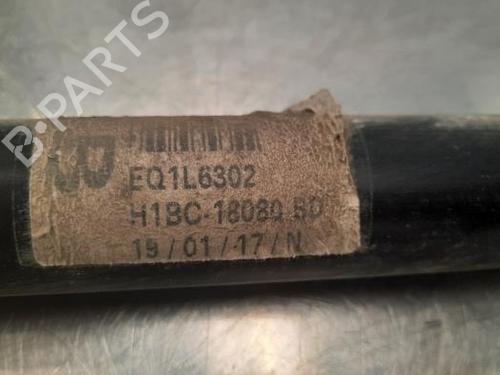 B-PARTS
EQ1L6302
H1BC-18080 BD
19/01/17/N